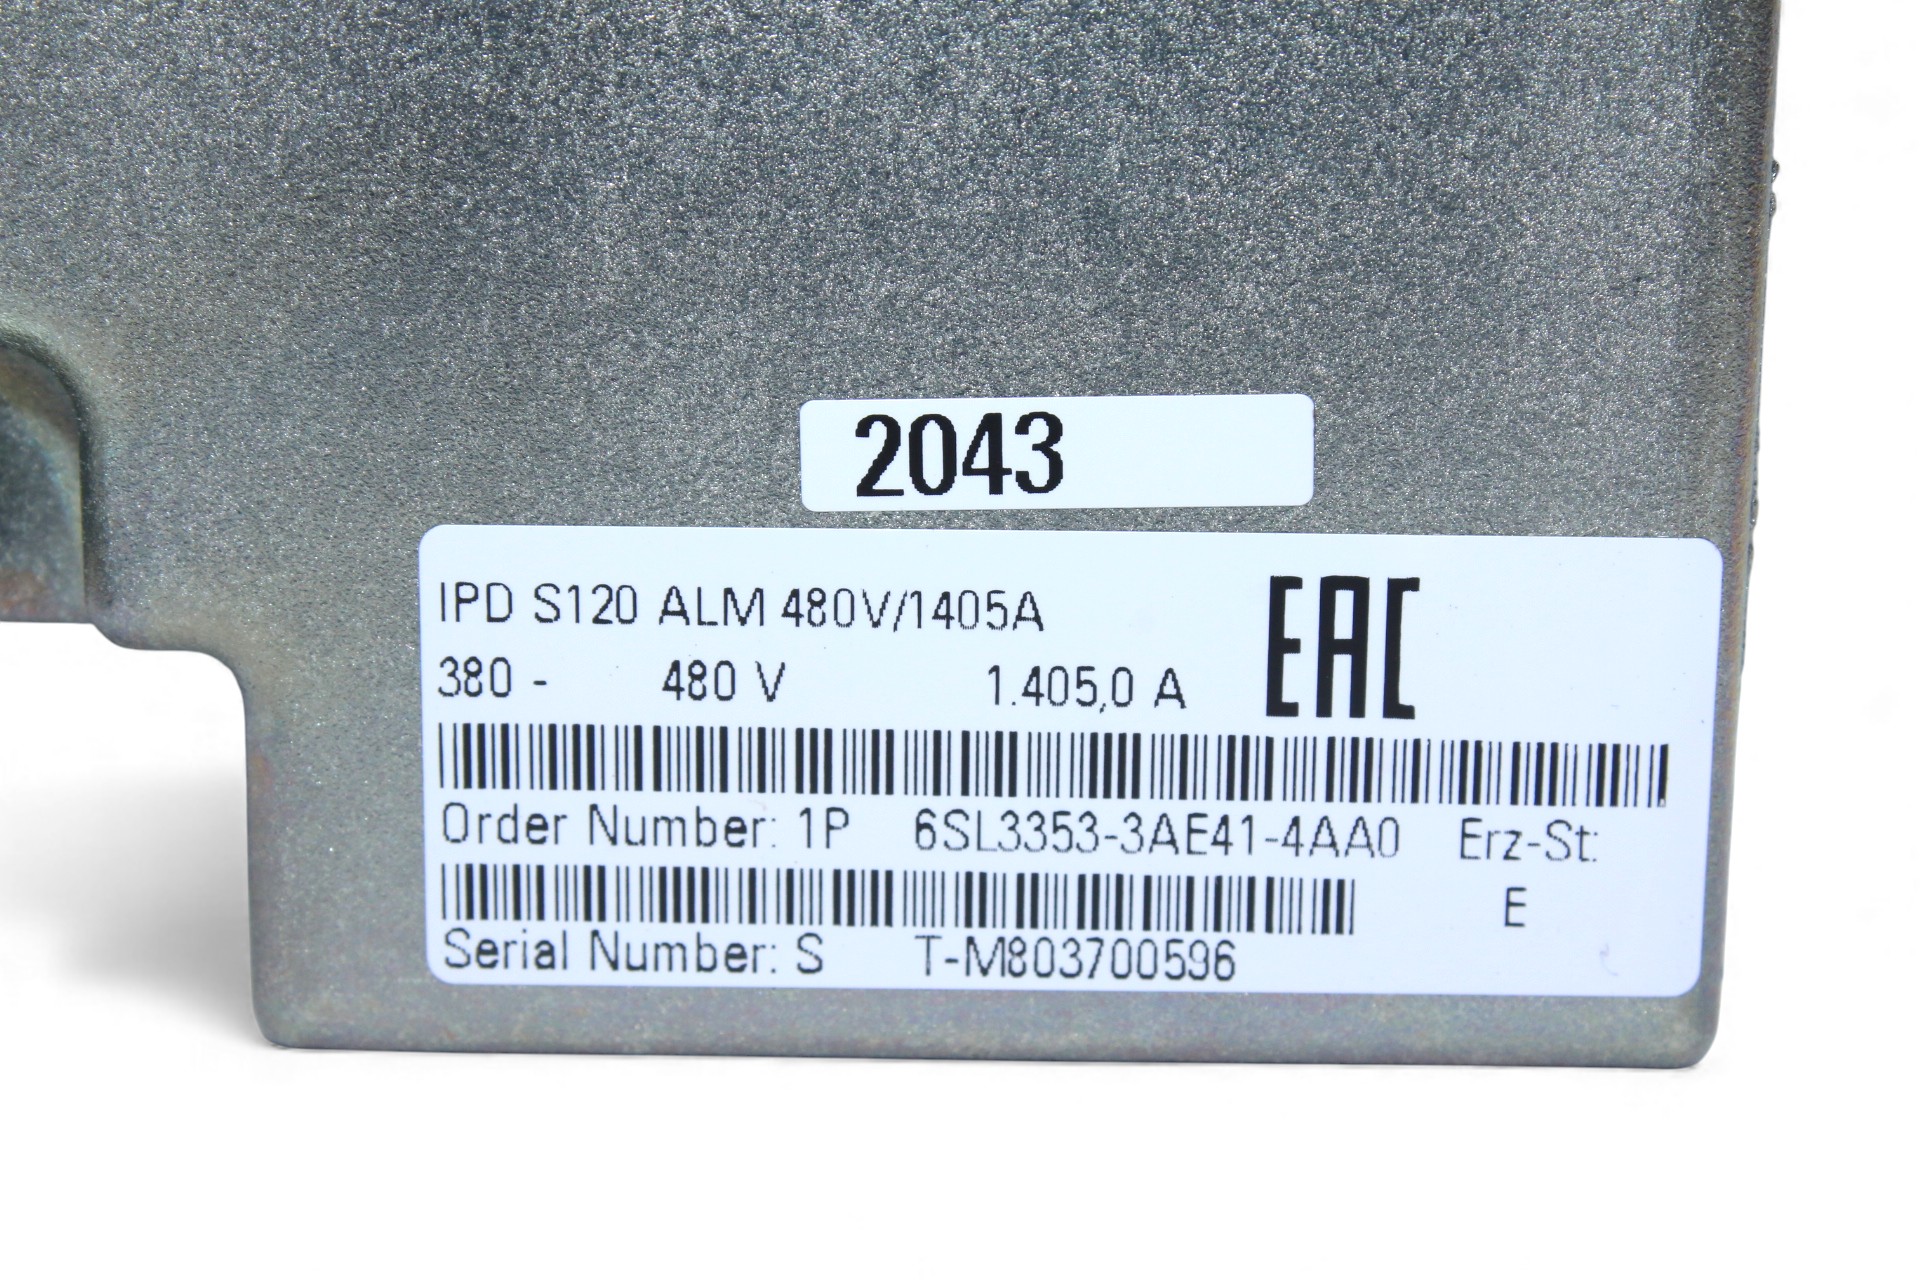 2043
IPD S120 ALM 480V/1405A
EAC
380 - 480 V 1.405,0 A
Order Number: 1P 6SL3353-3AE41-4AA0 Erz-St:
E
Serial Number: S T-M803700596